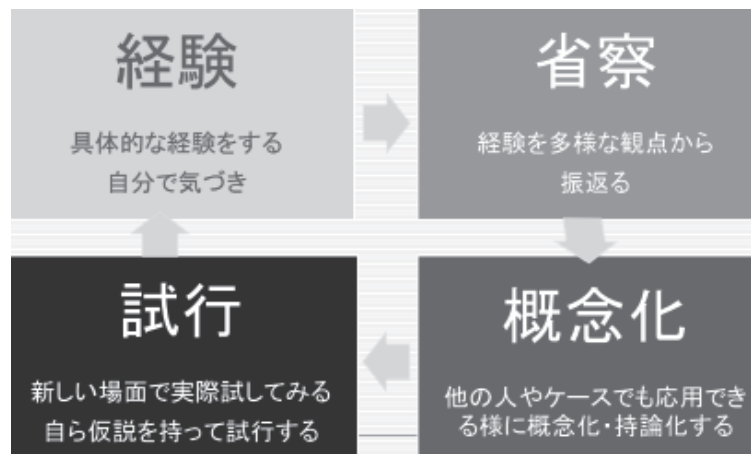 経験
具体的な経験をする
自分で気づき
省察
経験を多様な観点から
振返る
概念化
他の人やケースでも応用でき
る様に概念化・持論化する
試行
新しい場面で実際試してみる
自ら仮説を持って試行する